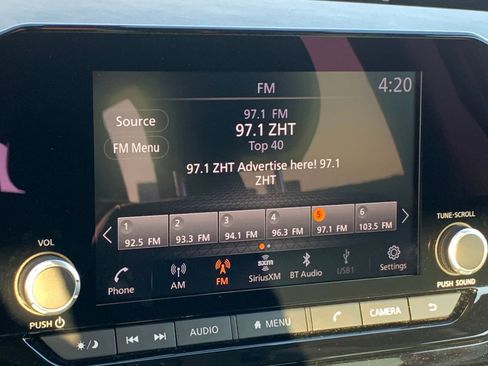 FM
4:20
Source
97.1 FM
97.1 ZHT
Top 40
FM Menu
97.1 ZHT Advertise here! 97.1
ZHT
1 2 3 4 5 6
92.5 FM 93.3 FM 94.1 FM 96.3 FM 97.1 FM 103.5 FM
VOL
TUNE·SCROLL
Phone
AM
FM
sxm
SiriusXM
BT Audio
USB1
Settings
PUSH
PUSH SOUND
AUDIO
MENU
CAMERA